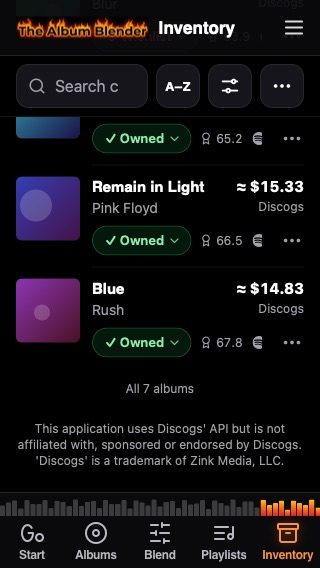 The Album Blender Inventory
Search c
A–Z
Owned 65.2
Remain in Light ≈ $15.33
Pink Floyd Discogs
Owned 66.5
Blue ≈ $14.83
Rush Discogs
Owned 67.8
All 7 albums
This application uses Discogs' API but is not
affiliated with, sponsored or endorsed by Discogs.
'Discogs' is a trademark of Zink Media, LLC.
Start Albums Blend Playlists Inventory